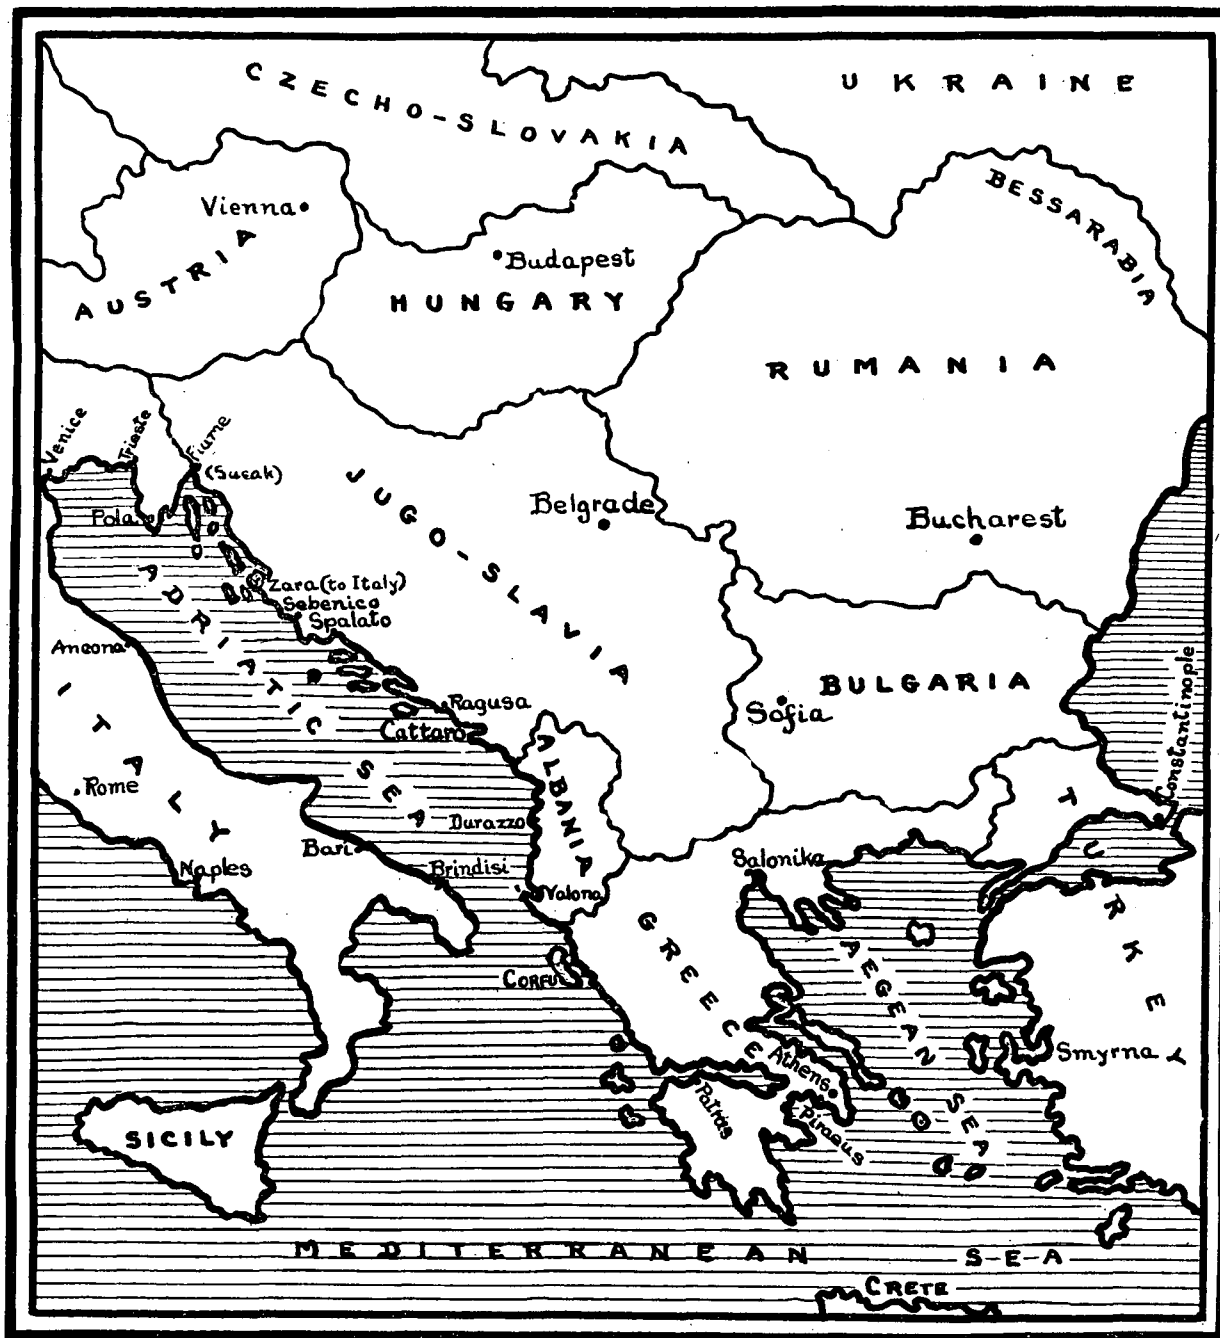 CZECHO-SLOVAKIA
UKRAINE
BESSARABIA
Vienna
AUSTRIA
Budapest
HUNGARY
RUMANIA
Venice
Trieste
Fiume
(Susak)
Pola
JUGO-SLAVIA
Belgrade
Bucharest
ADRIATIC SEA
Zara (to Italy)
Sebenico
Spalato
Ancona
ITALY
Ragusa
Cattaro
BULGARIA
Sofia
Constantinople
ALBANIA
Rome
Durazzo
Bari
Naples
Brindisi
Valona
Salonika
TURKEY
GREECE
AEGEAN SEA
CORFU
Smyrna
Athens
Patras
Piraeus
SICILY
MEDITERRANEAN SEA
CRETE